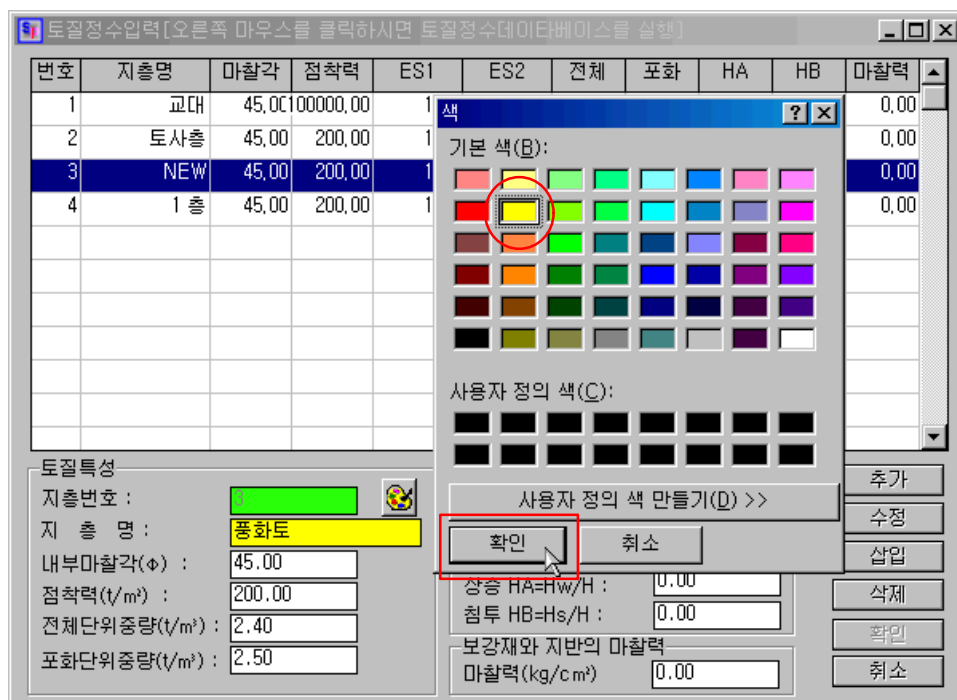 토질정수입력[오른쪽 마우스를 클릭하시면 토질정수데이타베이스를 실행]
번호 지층명 마찰각 점착력 ES1 ES2 전체 포화 HA HB 마찰력
1 교대 45,00 100000,00 1 0,00
2 토사층 45,00 200,00 1 0,00
3 NEW 45,00 200,00 1 0,00
4 1 층 45,00 200,00 1 0,00
색
기본 색(B):
사용자 정의 색(C):
사용자 정의 색 만들기(D) >>
확인 취소
토질특성
지층번호 : 3
지 층 명 : 풍화토
내부마찰각(Φ) : 45.00
점착력(t/m²) : 200.00
전체단위중량(t/m³) : 2.40
포화단위중량(t/m³) : 2.50
상승 HA=Hw/H : 0.00
침투 HB=Hs/H : 0.00
보강재와 지반의 마찰력
마찰력(kg/cm²) 0.00
추가
수정
삽입
삭제
확인
취소